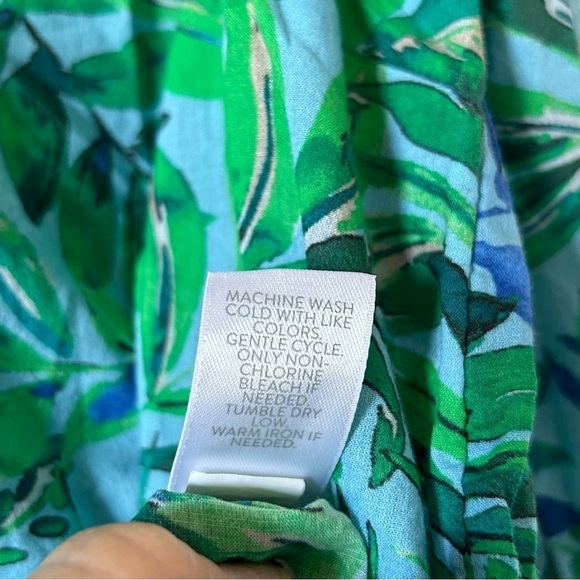 MACHINE WASH
COLD WITH LIKE
COLORS.
GENTLE CYCLE.
ONLY NON-
CHLORINE
BLEACH IF
NEEDED.
TUMBLE DRY
LOW.
WARM IRON IF
NEEDED.